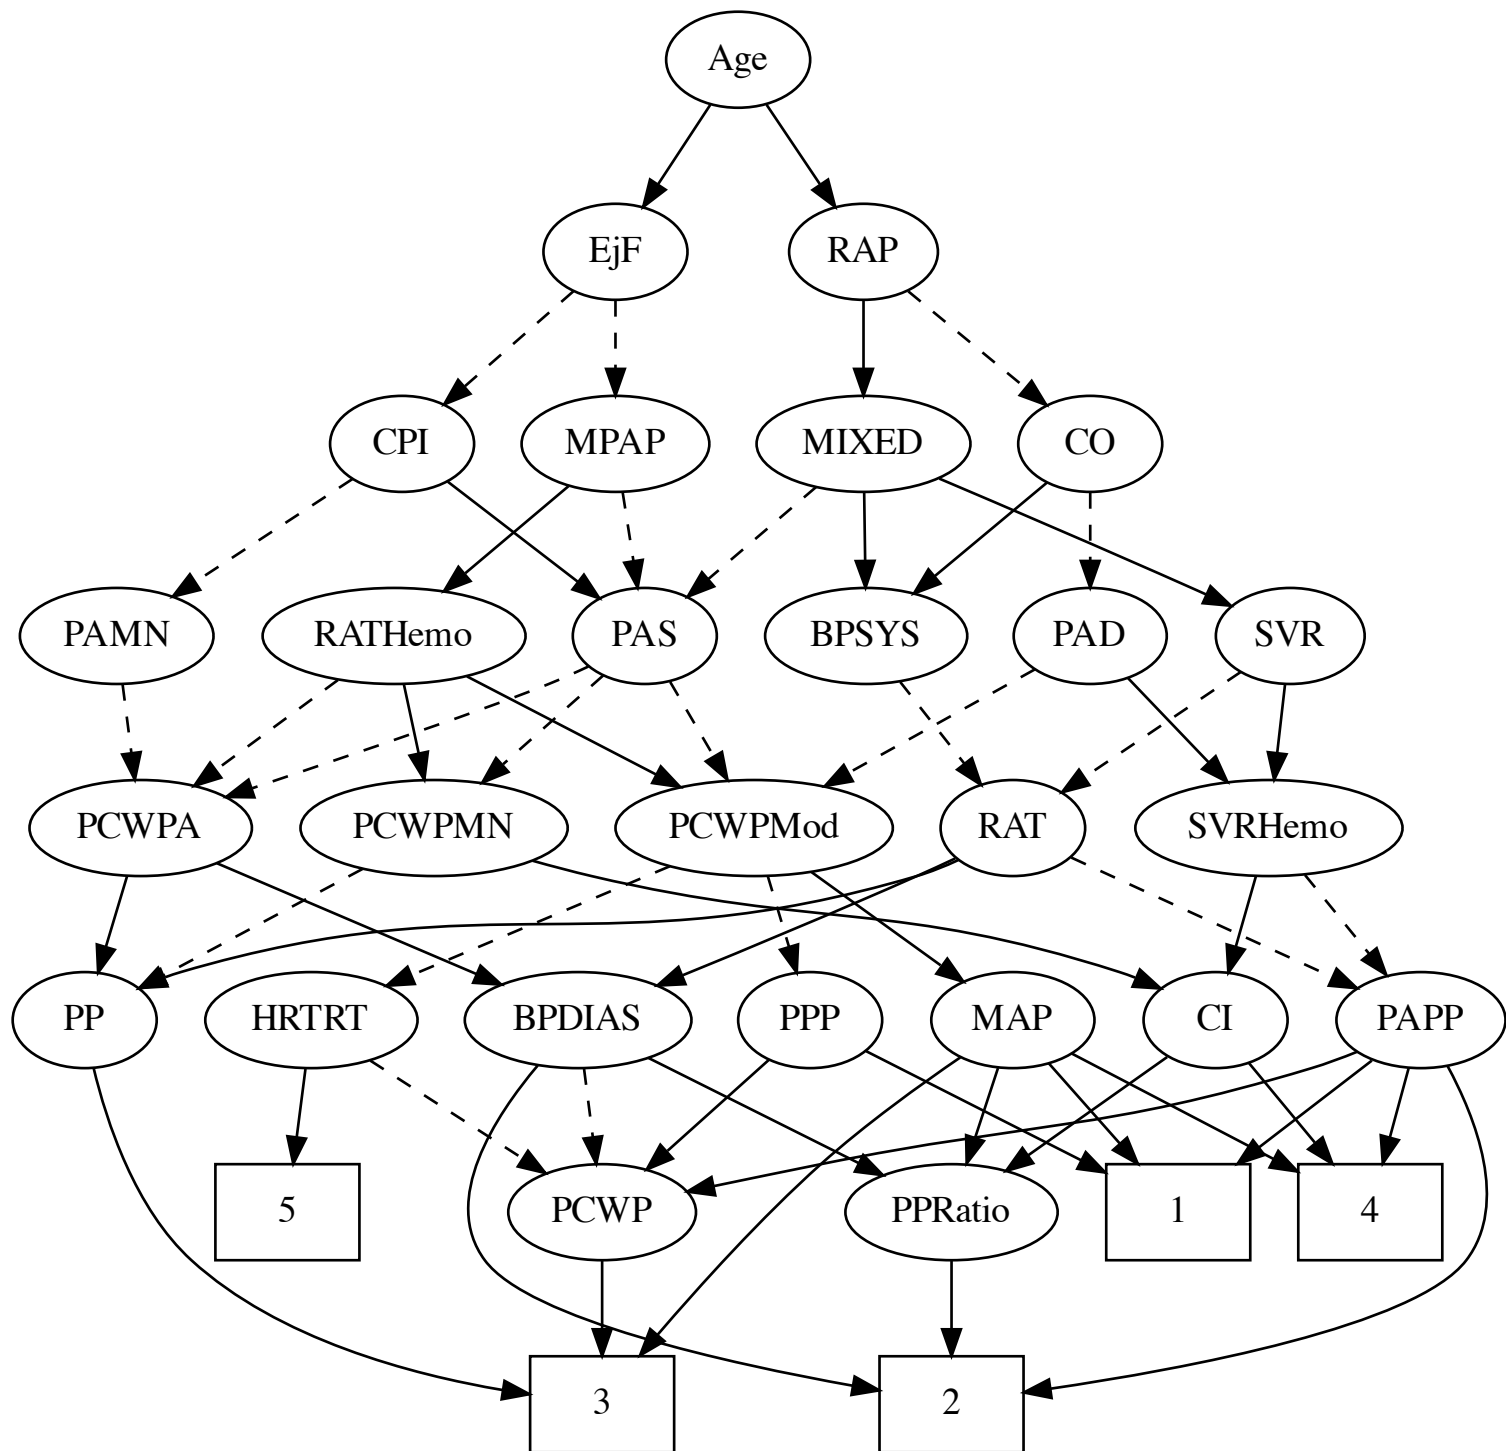 Age
EjF
RAP
CPI
MPAP
MIXED
CO
PAMN
RATHemo
PAS
BPSYS
PAD
SVR
PCWPA
PCWPMN
PCWPMod
RAT
SVRHemo
PP
HRTRT
BPDIAS
PPP
MAP
CI
PAPP
5
PCWP
PPRatio
1
4
3
2